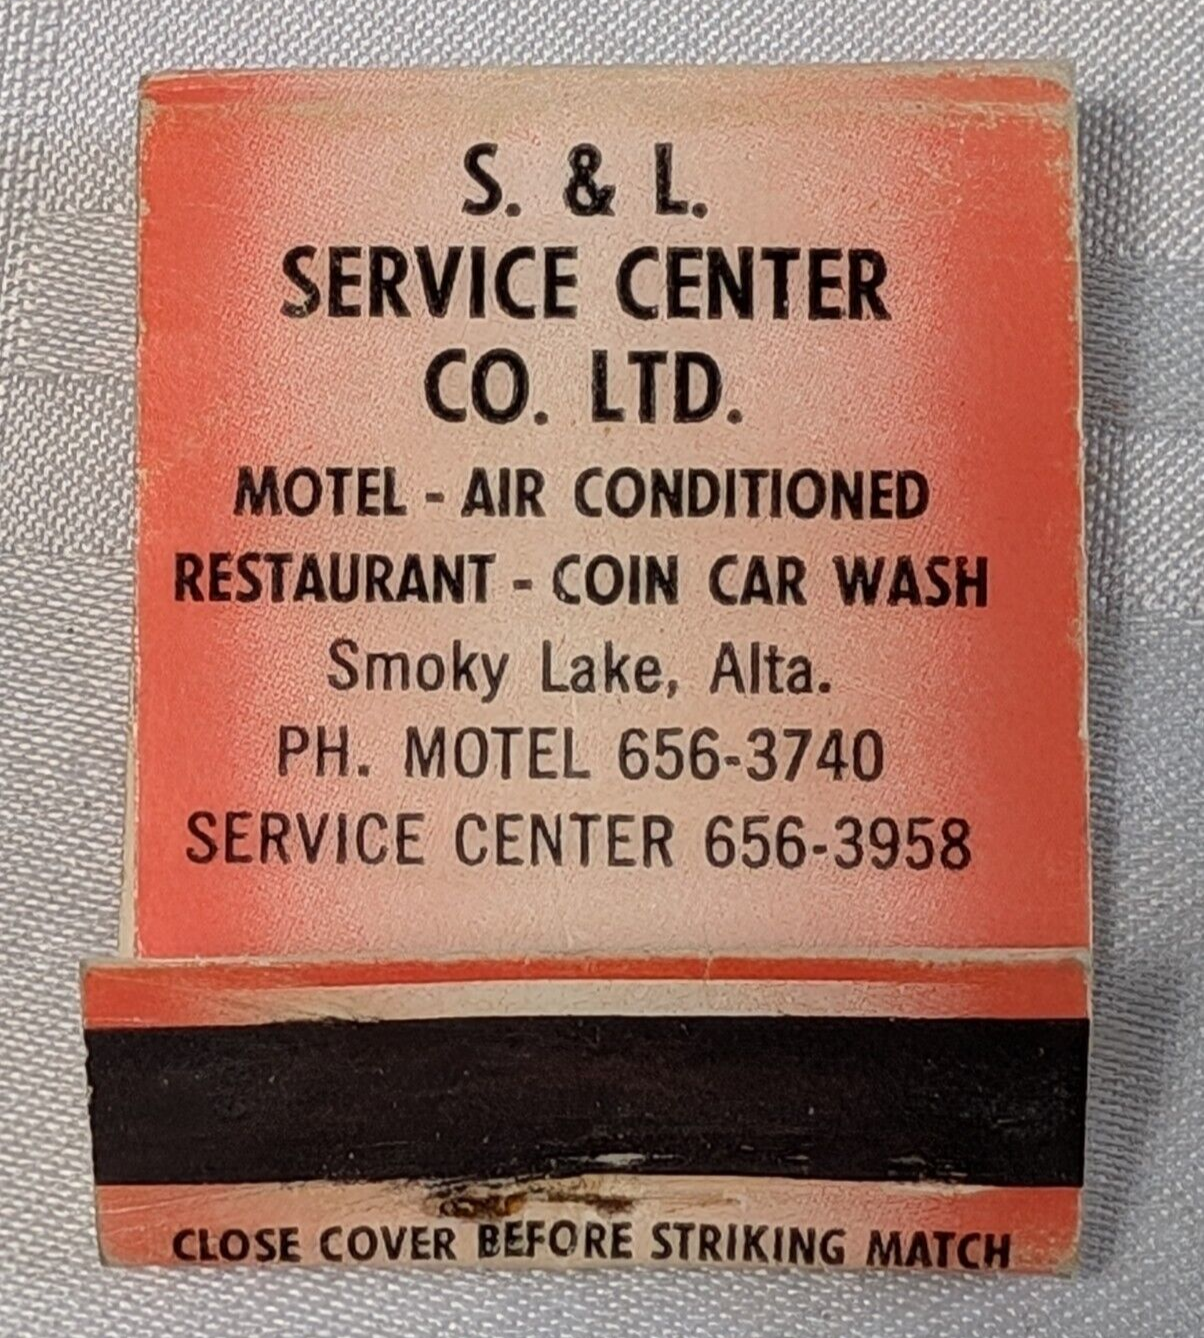 S. & L.
SERVICE CENTER
CO. LTD.
MOTEL - AIR CONDITIONED
RESTAURANT - COIN CAR WASH
Smoky Lake, Alta.
PH. MOTEL 656-3740
SERVICE CENTER 656-3958
CLOSE COVER BEFORE STRIKING MATCH